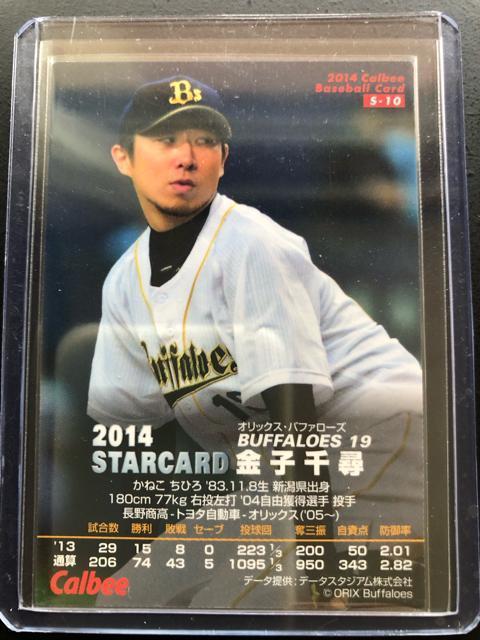 2014 Calbee
Baseball Card
S-10
Bs
Buffaloes
2014
STARCARD
オリックス・バファローズ
BUFFALOES 19
金子千尋
かねこ ちひろ '83.11.8生 新潟県出身
180cm 77kg 右投左打 '04自由獲得選手 投手
長野商高-トヨタ自動車-オリックス('05～)
試合数 勝利 敗戦 セーブ 投球回 奪三振 自責点 防御率
'13 29 15 8 0 223 1/3 200 50 2.01
通算 206 74 43 5 1095 1/3 950 343 2.82
Calbee
データ提供：データスタジアム株式会社
© ORIX Buffaloes